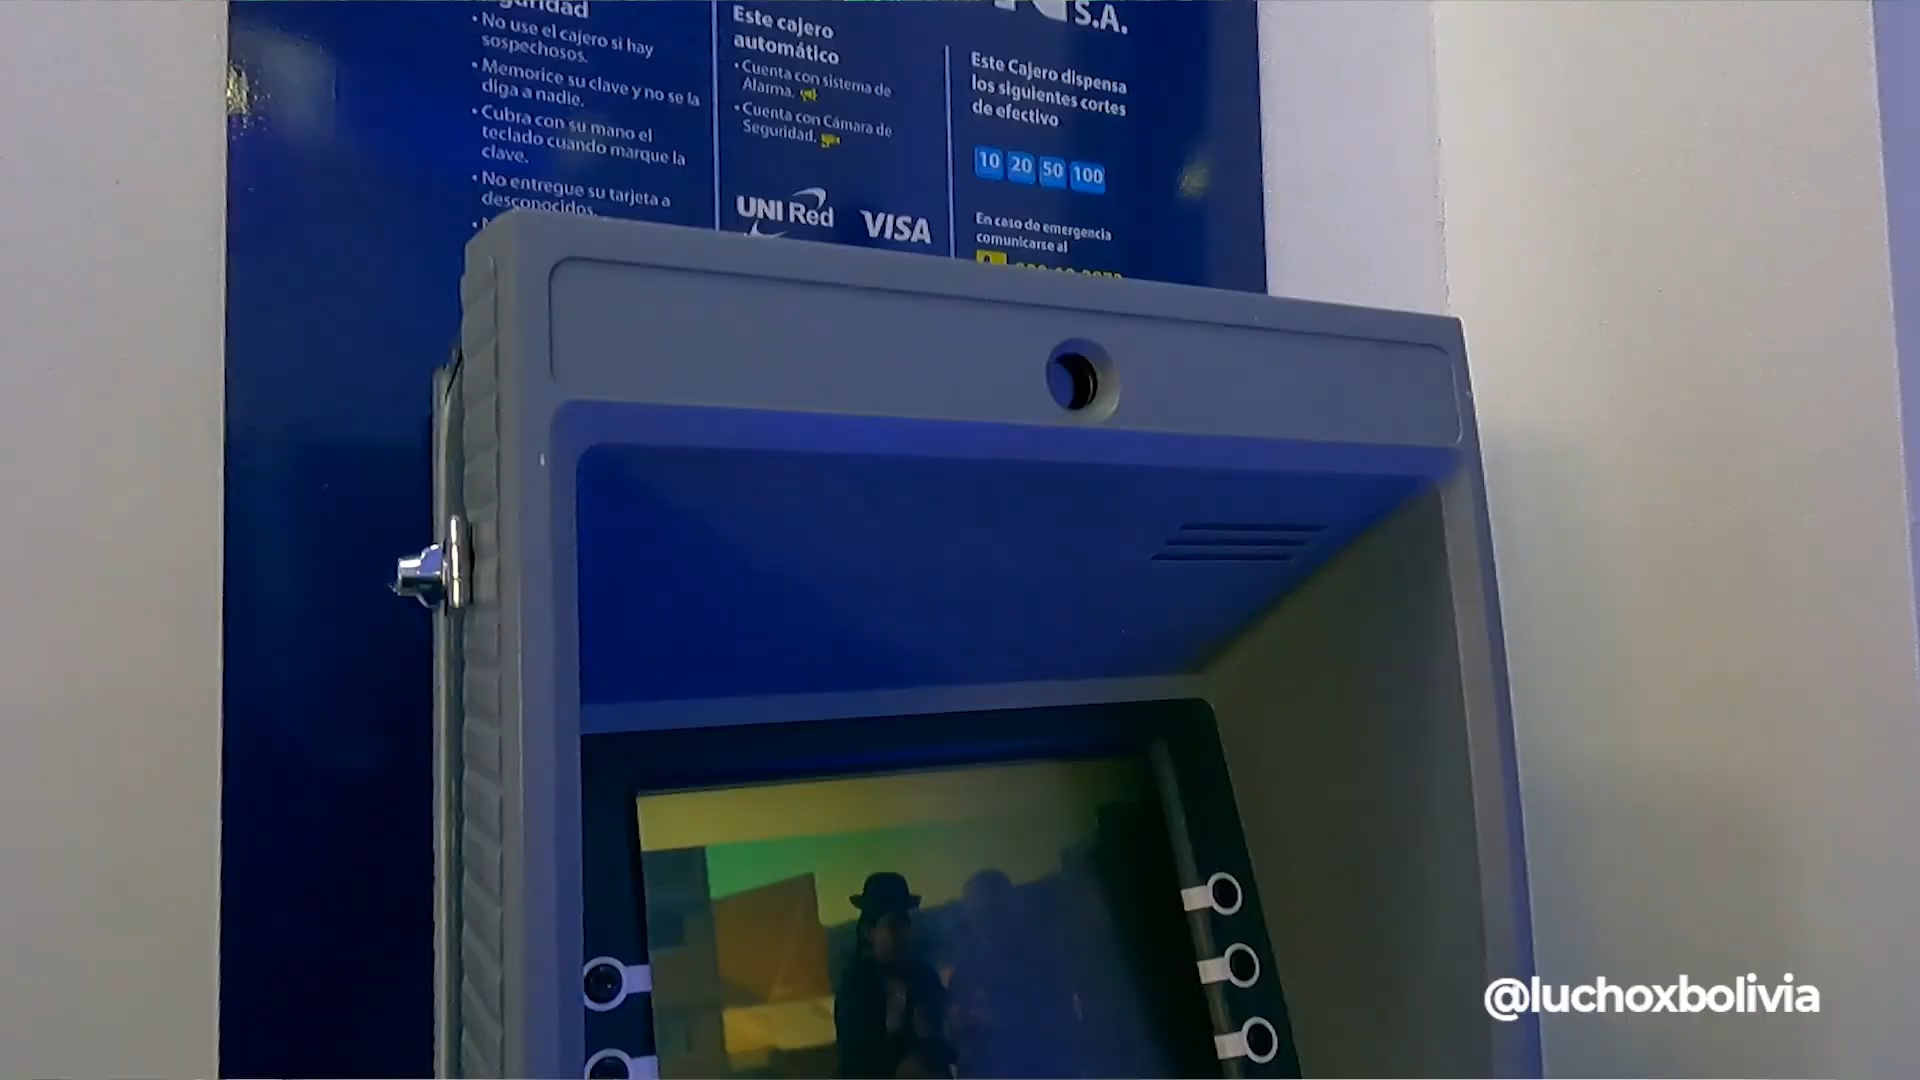 • No use el cajero si hay
sospechosos.
• Memorice su clave y no se la
diga a nadie.
• Cubra con su mano el
teclado cuando marque la
clave.
• No entregue su tarjeta a
desconocidos.
Este cajero
automático
• Cuenta con sistema de
Alarma.
• Cuenta con Cámara de
Seguridad.
UNI Red
VISA
S.A.
Este Cajero dispensa
los siguientes cortes
de efectivo
10 20 50 100
En caso de emergencia
comunicarse al
@luchoxbolivia